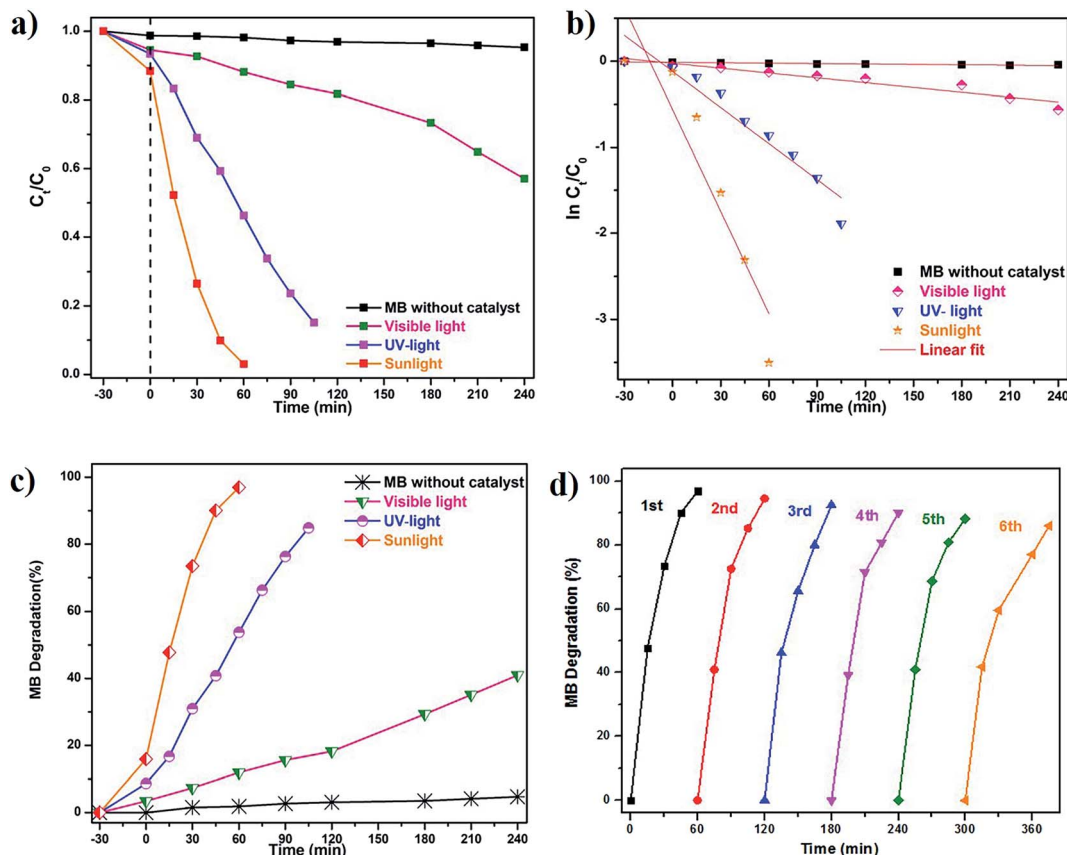 a)
1.0
0.8
0.6
0.4
0.2
0.0
Ct/C0
-30 0 30 60 90 120 150 180 210 240
Time (min)
MB without catalyst
Visible light
UV-light
Sunlight
b)
0
-1
-2
-3
ln Ct/C0
-30 0 30 60 90 120 150 180 210 240
Time (min)
MB without catalyst
Visible light
UV- light
Sunlight
Linear fit
c)
100
80
60
40
20
0
MB Degradation(%)
-30 0 30 60 90 120 150 180 210 240
Time (min)
MB without catalyst
Visible light
UV-light
Sunlight
d)
100
80
60
40
20
0
MB Degradation (%)
1st 2nd 3rd 4th 5th 6th
0 60 120 180 240 300 360
Time (min)